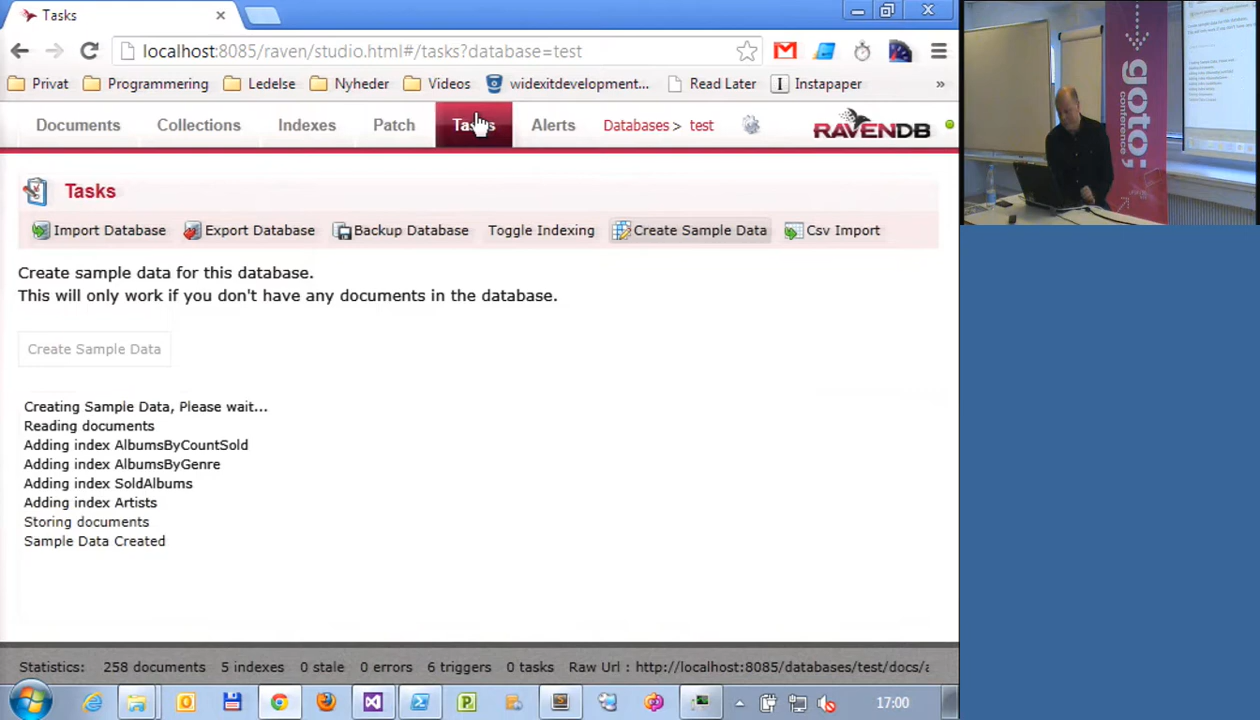 Tasks
localhost:8085/raven/studio.html#/tasks?database=test
Privat Programmering Ledelse Nyheder Videos widexitdevelopment... Read Later Instapaper »
Documents Collections Indexes Patch Tasks Alerts Databases > test RAVENDB
Tasks
Import Database Export Database Backup Database Toggle Indexing Create Sample Data Csv Import
Create sample data for this database.
This will only work if you don't have any documents in the database.
Create Sample Data
Creating Sample Data, Please wait...
Reading documents
Adding index AlbumsByCountSold
Adding index AlbumsByGenre
Adding index SoldAlbums
Adding index Artists
Storing documents
Sample Data Created
Statistics: 258 documents 5 indexes 0 stale 0 errors 6 triggers 0 tasks Raw Url : http://localhost:8085/databases/test/docs/
17:00
goto;
conference